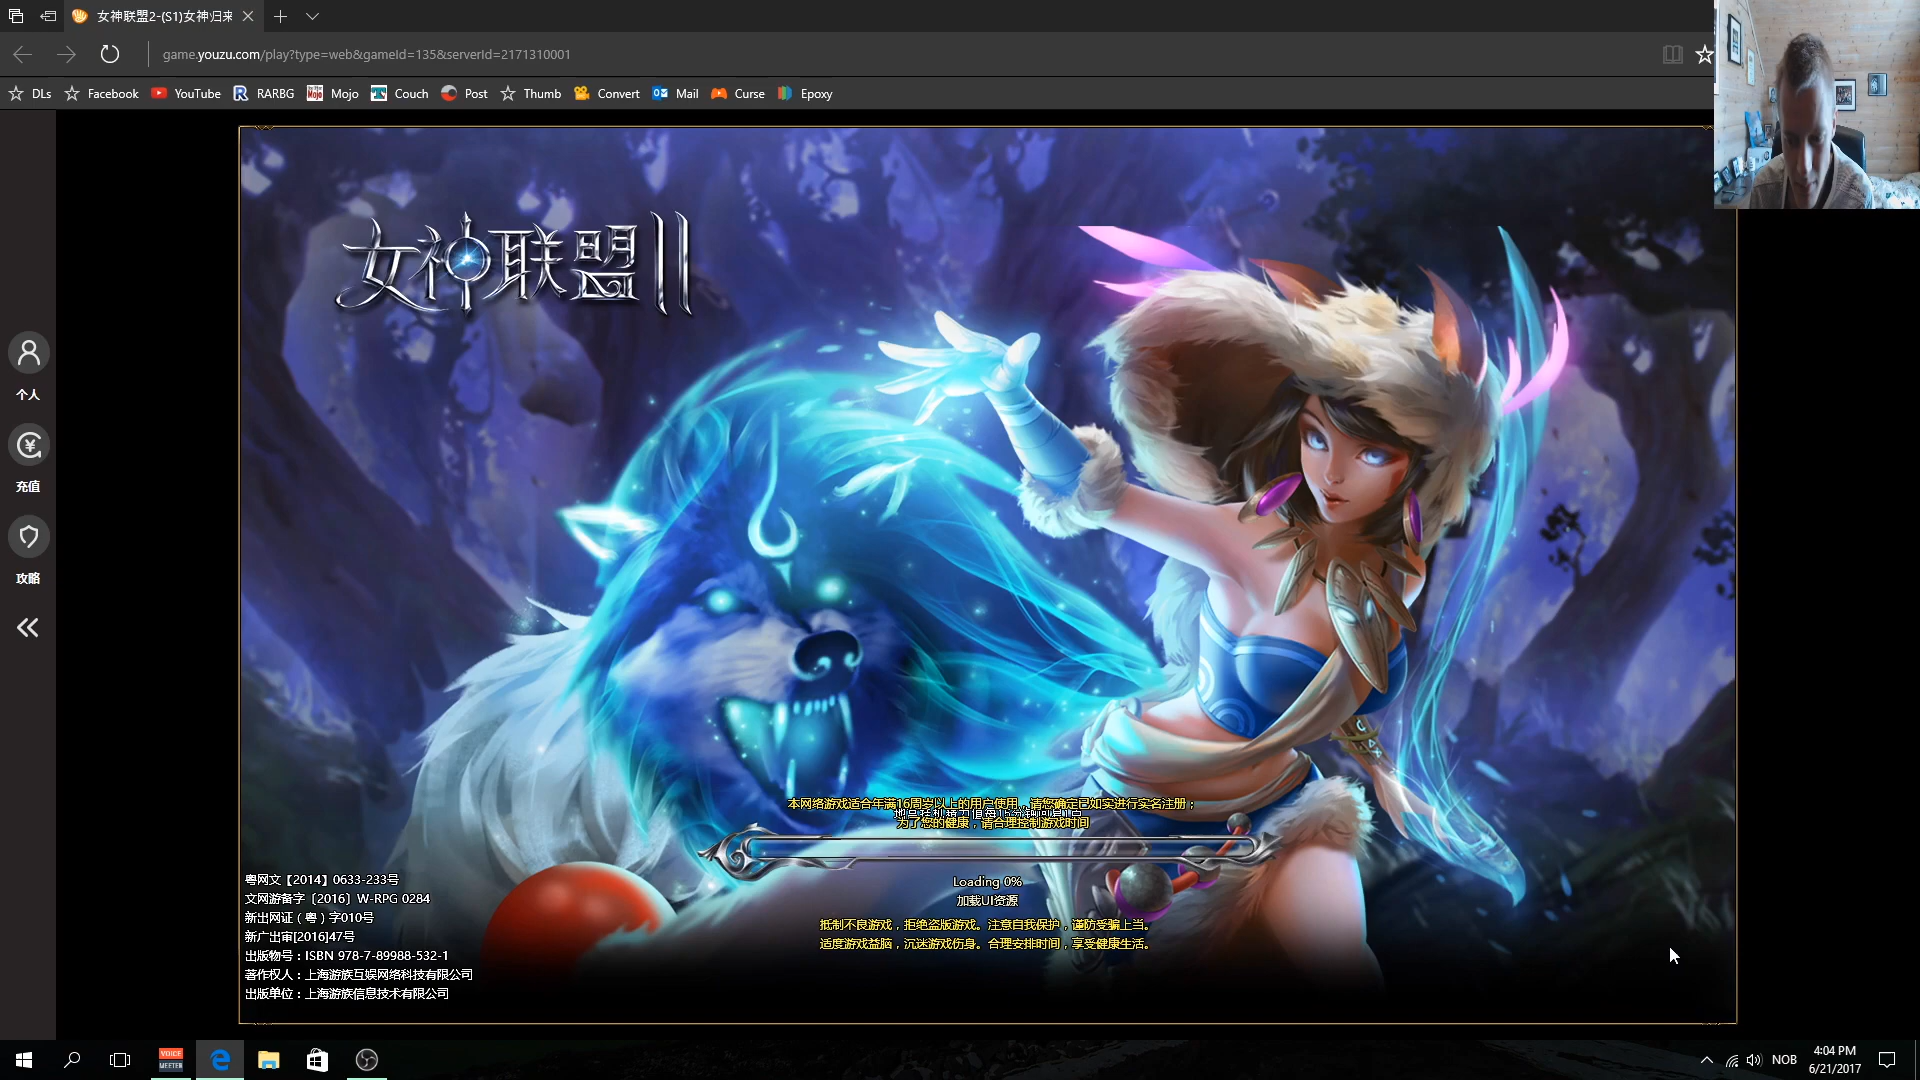 女神联盟2-(S1)女神归来
game.youzu.com/play?type=web&gameId=135&serverId=2171310001
DLs Facebook YouTube RARBG Mojo Couch Post Thumb Convert Mail Curse Epoxy
女神联盟II
个人
充值
攻略
本网络游戏适合年满16周岁以上的用户使用，请您确定已如实进行实名注册；
为了您的健康，请合理控制游戏时间
Loading 0%
加载UI资源
抵制不良游戏，拒绝盗版游戏。注意自我保护，谨防受骗上当。
适度游戏益脑，沉迷游戏伤身。合理安排时间，享受健康生活。
粤网文【2014】0633-233号
文网游备字〔2016〕W-RPG 0284
新出网证（粤）字010号
新广出审[2016]47号
出版物号：ISBN 978-7-89988-532-1
著作权人：上海游族互娱网络科技有限公司
出版单位：上海游族信息技术有限公司
VOICE
MEETER
NOB
4:04 PM
6/21/2017